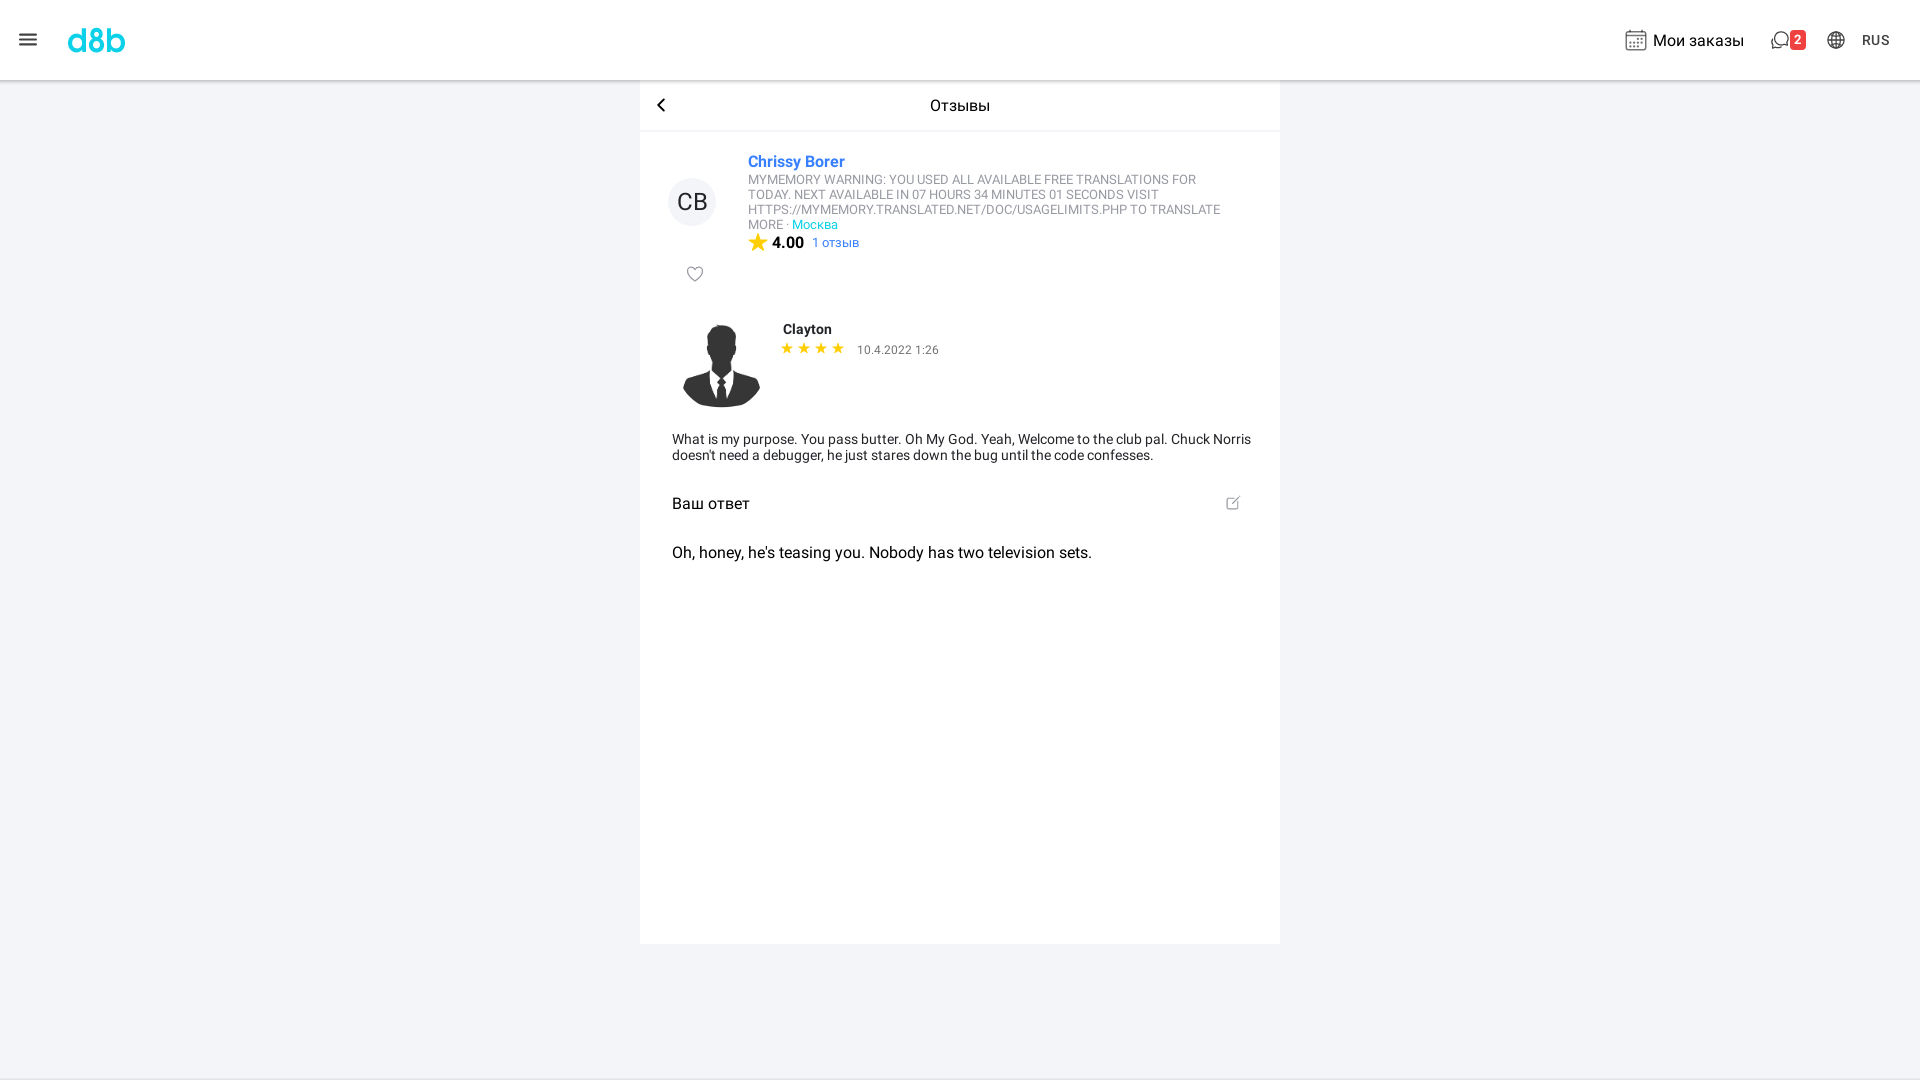 d8b
Мои заказы
2
RUS
Отзывы
CB
Chrissy Borer
MYMEMORY WARNING: YOU USED ALL AVAILABLE FREE TRANSLATIONS FOR
TODAY. NEXT AVAILABLE IN 07 HOURS 34 MINUTES 01 SECONDS VISIT
HTTPS://MYMEMORY.TRANSLATED.NET/DOC/USAGELIMITS.PHP TO TRANSLATE
MORE · Москва
4.00 1 отзыв
Clayton
10.4.2022 1:26
What is my purpose. You pass butter. Oh My God. Yeah, Welcome to the club pal. Chuck Norris
doesn't need a debugger, he just stares down the bug until the code confesses.
Ваш ответ
Oh, honey, he's teasing you. Nobody has two television sets.